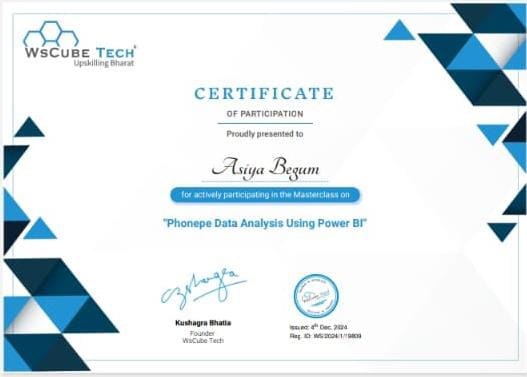 WsCube Tech
Upskilling Bharat
CERTIFICATE
OF PARTICIPATION
Proudly presented to
Asiya Begum
for actively participating in the Masterclass on
"Phonepe Data Analysis Using Power BI"
Kushagra Bhatia
Founder
WsCube Tech
Issued: 4th Dec, 2024
Reg. ID: WS/2024/1/19809